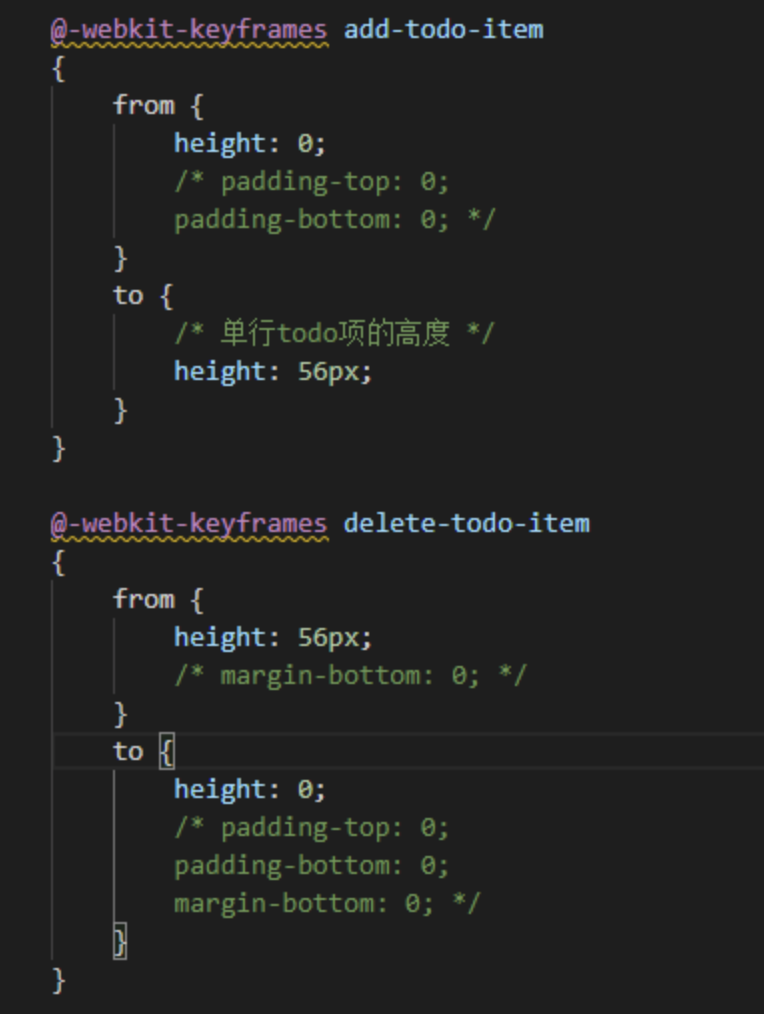 @-webkit-keyframes add-todo-item
{
from {
height: 0;
/* padding-top: 0;
padding-bottom: 0; */
}
to {
/* 单行todo项的高度 */
height: 56px;
}
}
@-webkit-keyframes delete-todo-item
{
from {
height: 56px;
/* margin-bottom: 0; */
}
to {
height: 0;
/* padding-top: 0;
padding-bottom: 0;
margin-bottom: 0; */
}
}